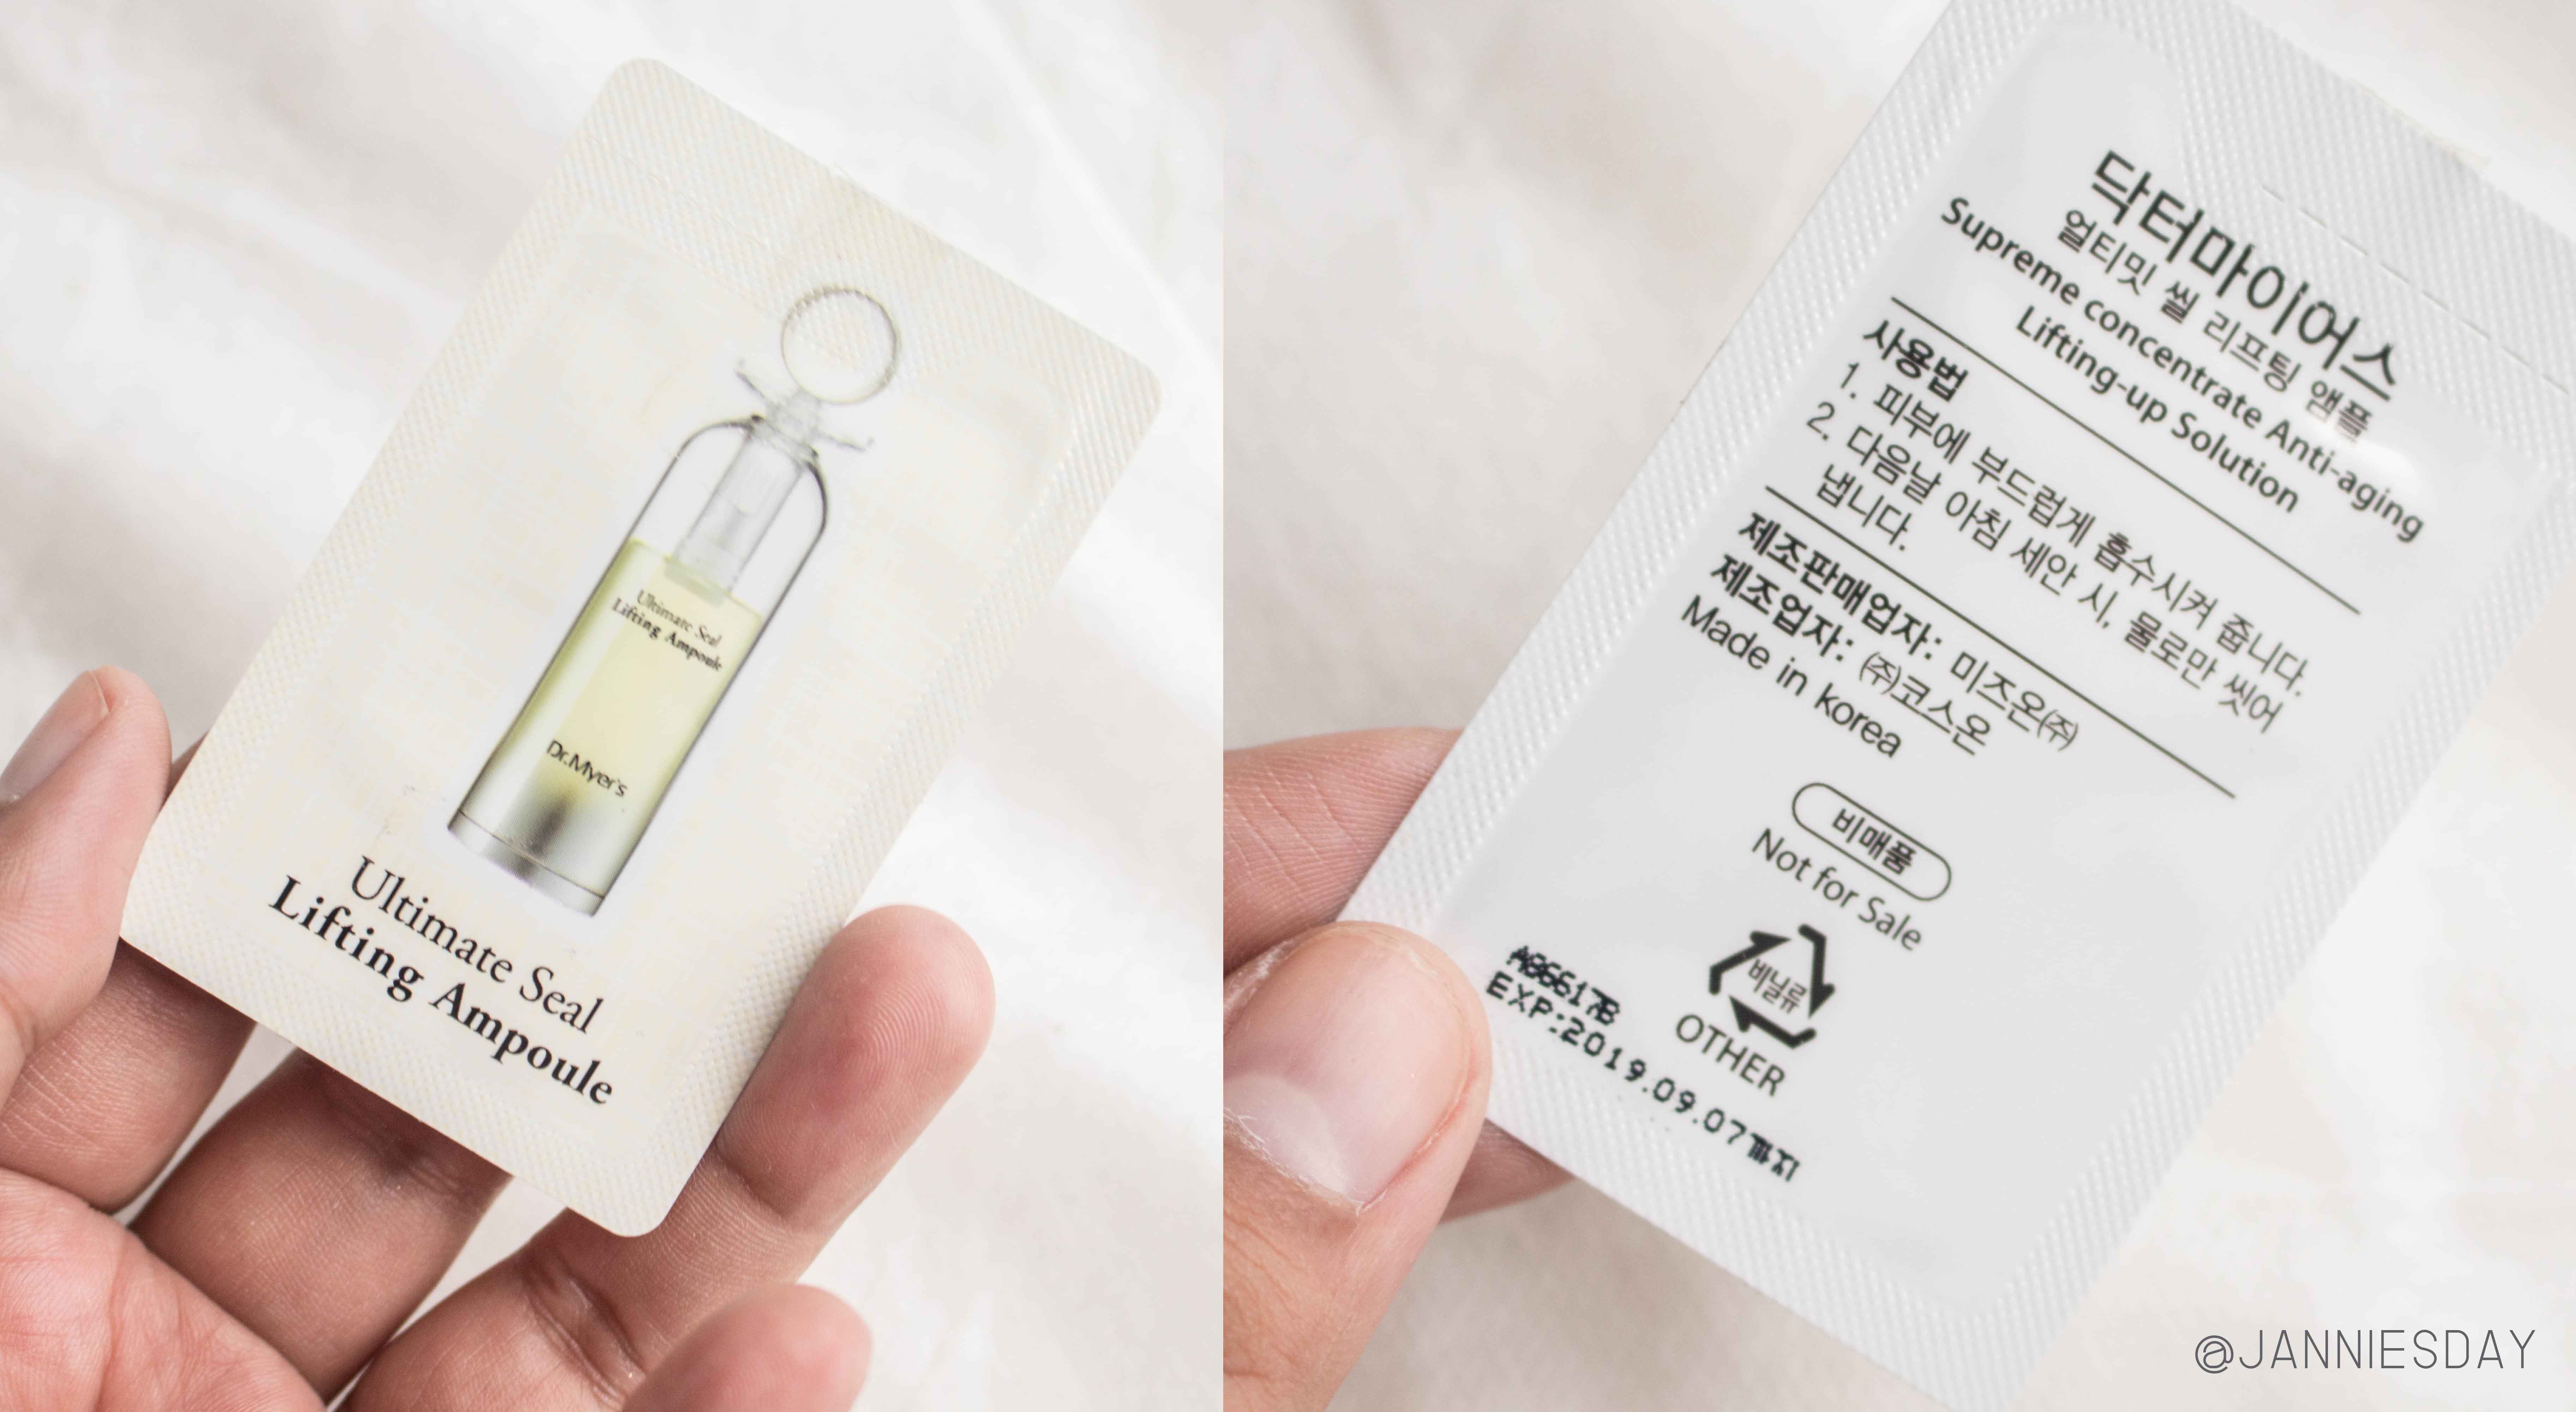 Ultimate Seal
Lifting Ampoule
Dr.Myer's
Ultimate Seal
Lifting Ampoule
닥터마이어스
얼티밋 씰 리프팅 앰플
Supreme concentrate Anti-aging
Lifting-up Solution
사용법
1. 피부에 부드럽게 흡수시켜 줍니다.
2. 다음날 아침 세안 시, 물로만 씻어
냅니다.
제조판매업자: 미즈온㈜
제조업자: ㈜코스온
Made in korea
비매품
Not for Sale
비닐류
OTHER
EXP:2019.09.07까지
@JANNIESDAY